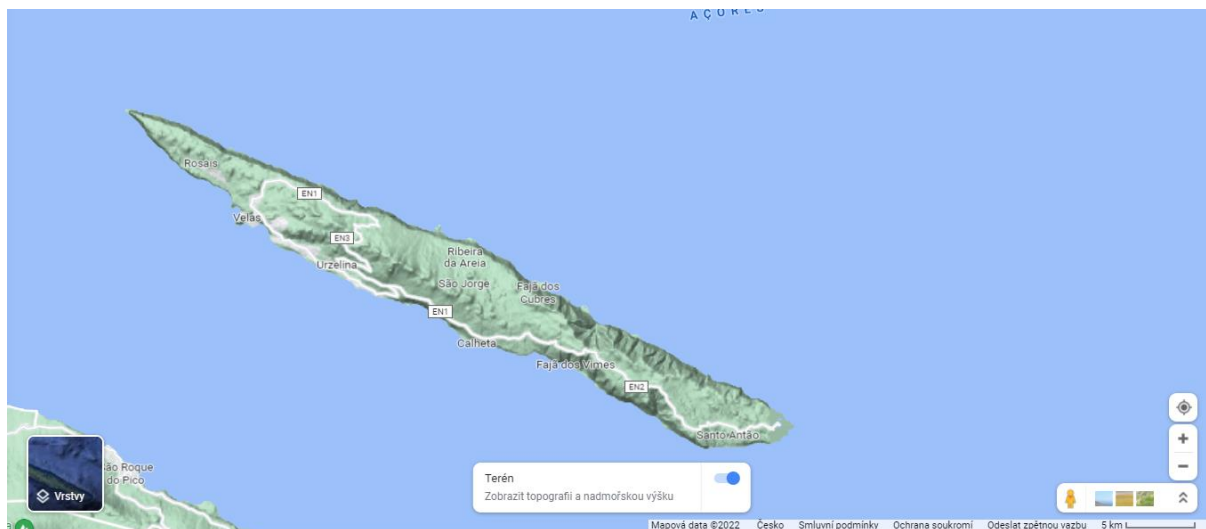 AÇORES
Rosais
EN1
Velas
EN3
Urzelina
Ribeira
da Areia
São Jorge
Fajã dos
Cubres
EN1
Calheta
Fajã dos Vimes
EN2
Santo Antão
São Roque
do Pico
Vrstvy
Terén
Zobrazit topografii a nadmořskou výšku
Mapová data ©2022 Česko Smluvní podmínky Ochrana soukromí Odeslat zpětnou vazbu 5 km